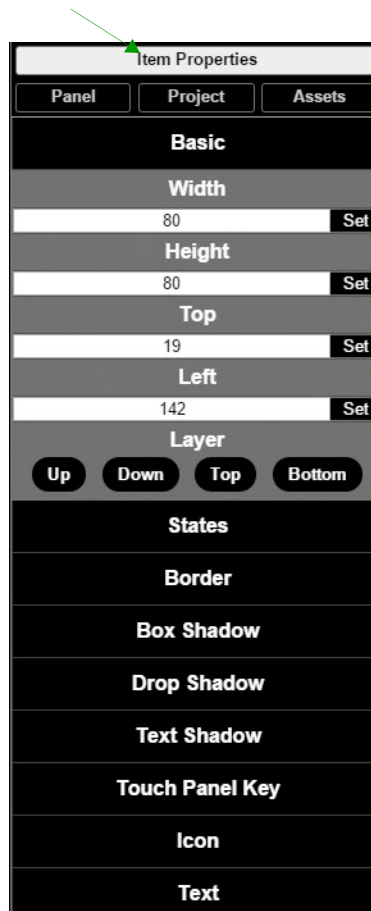 Item Properties
Panel Project Assets
Basic
Width
80 Set
Height
80 Set
Top
19 Set
Left
142 Set
Layer
Up Down Top Bottom
States
Border
Box Shadow
Drop Shadow
Text Shadow
Touch Panel Key
Icon
Text